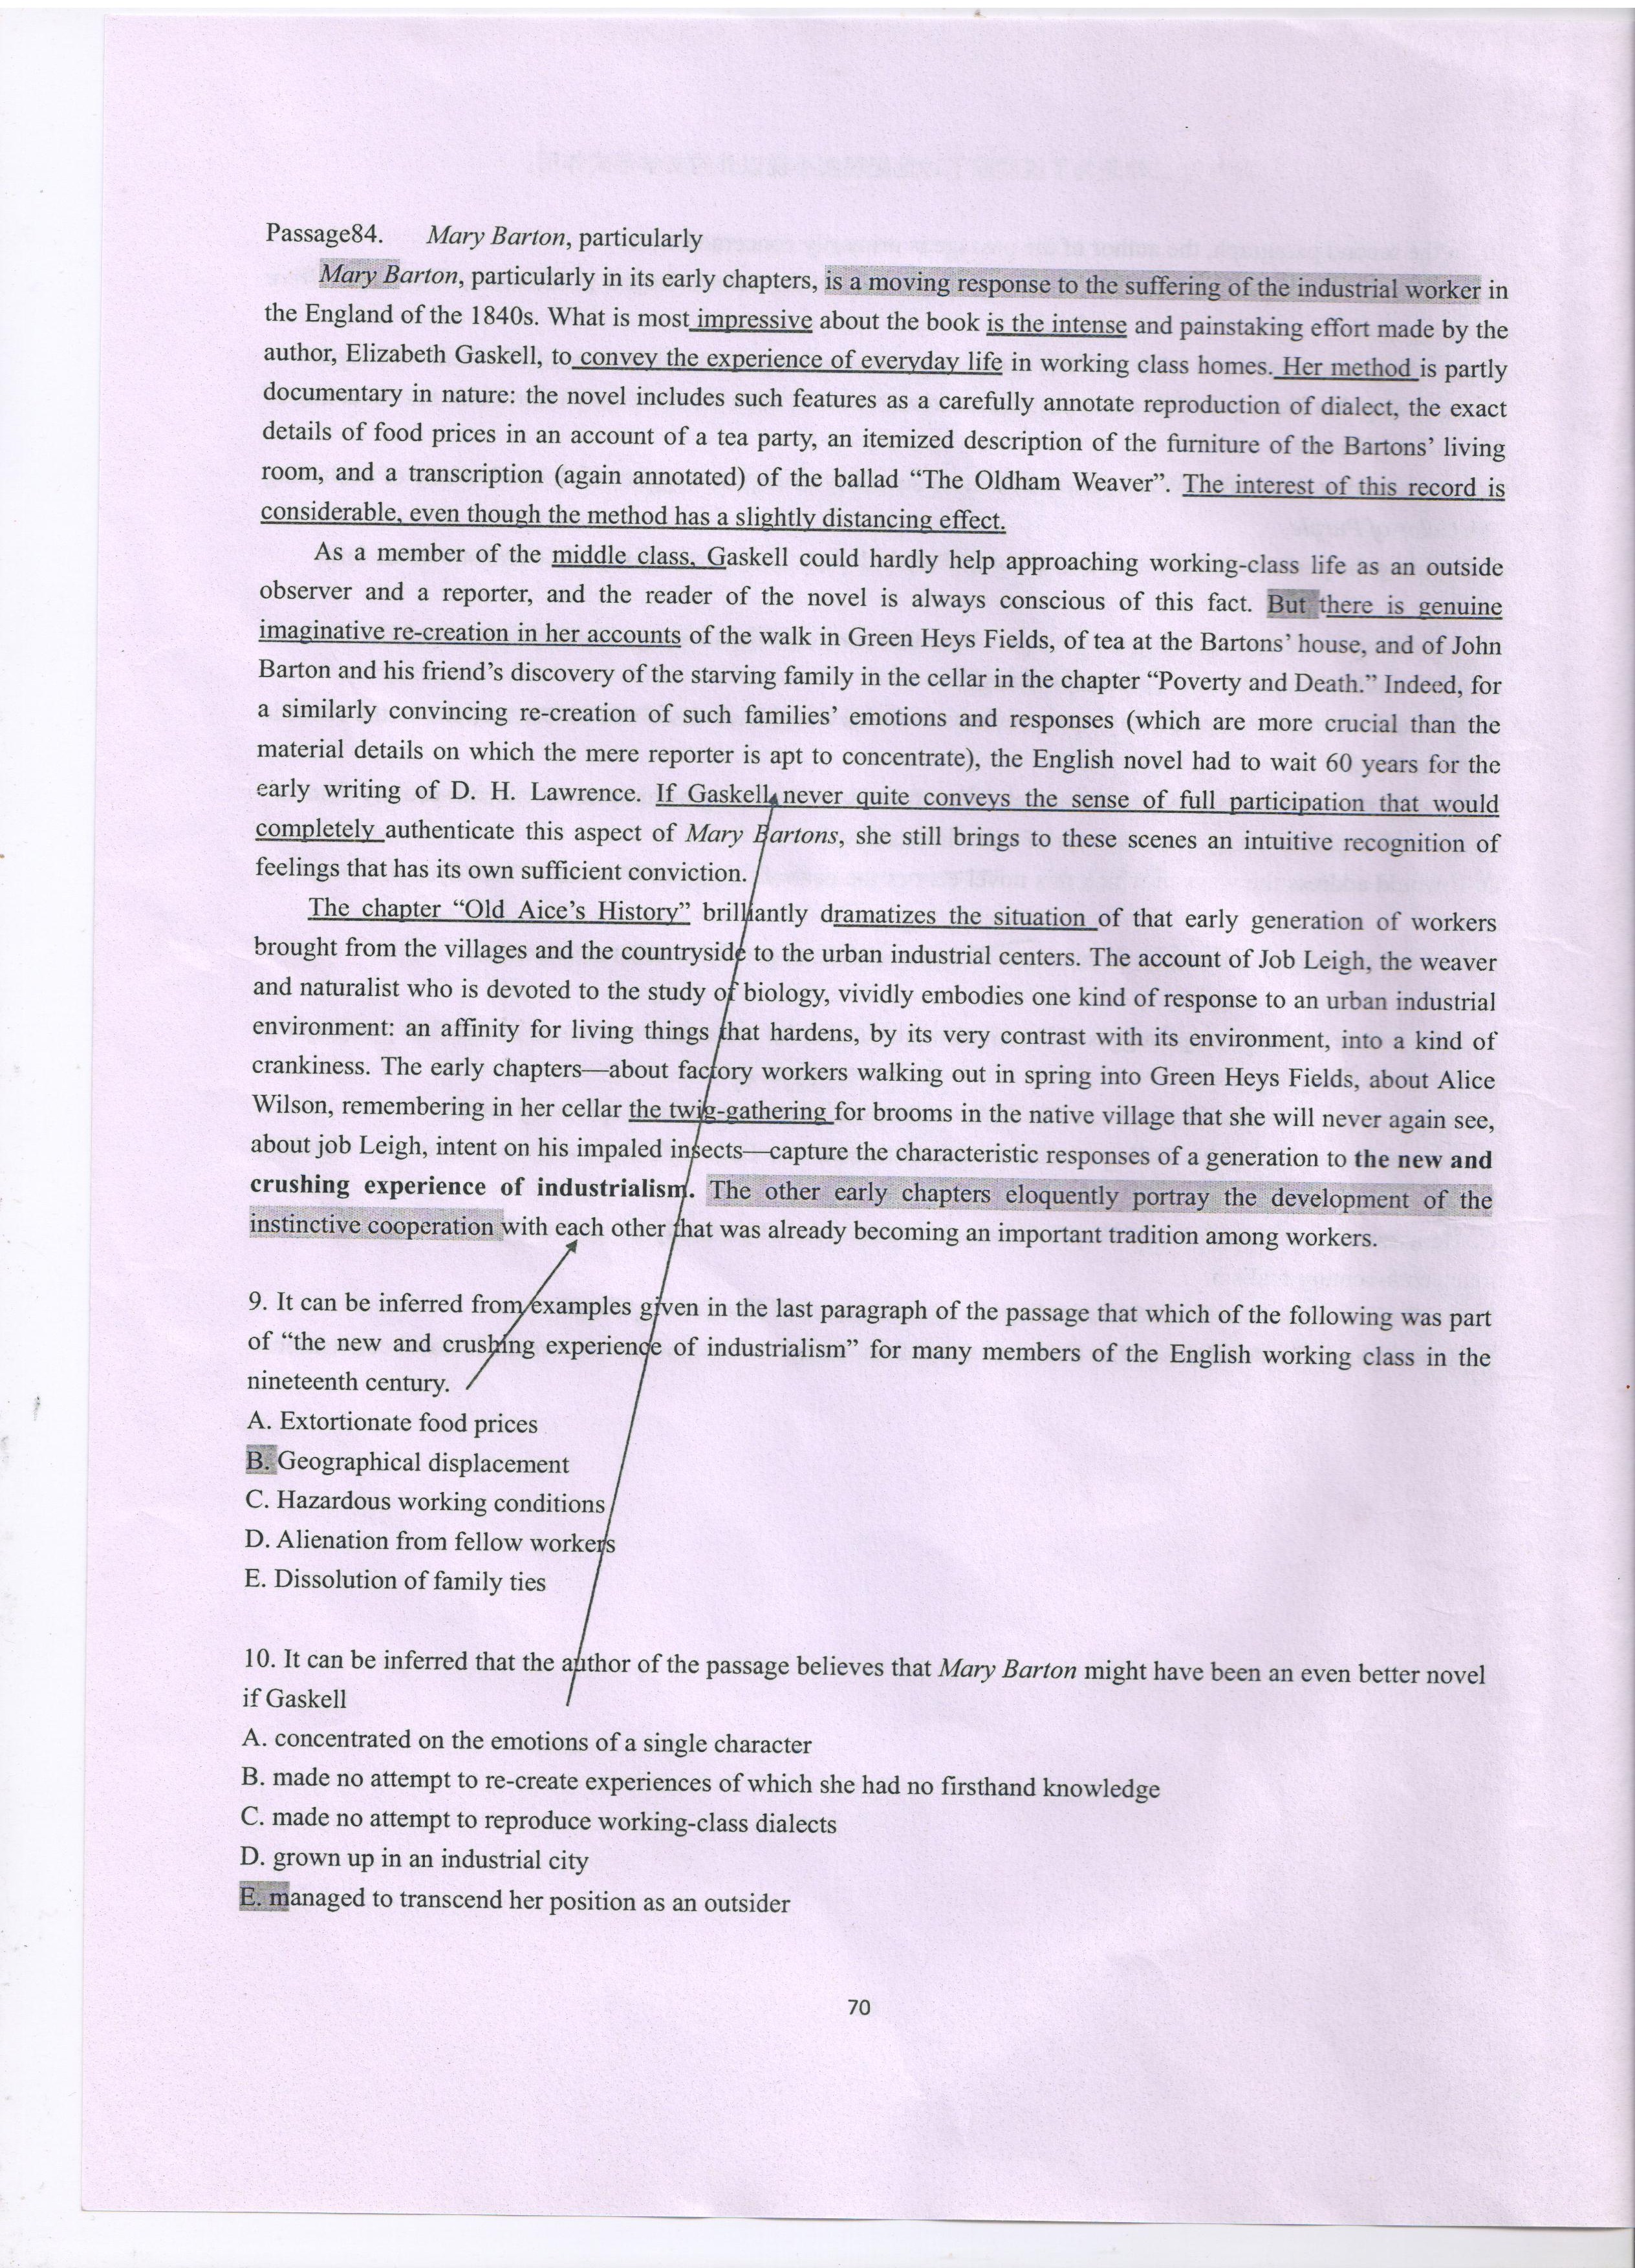 Passage84. Mary Barton, particularly
Mary Barton, particularly in its early chapters, is a moving response to the suffering of the industrial worker in
the England of the 1840s. What is most impressive about the book is the intense and painstaking effort made by the
author, Elizabeth Gaskell, to convey the experience of everyday life in working class homes. Her method is partly
documentary in nature: the novel includes such features as a carefully annotate reproduction of dialect, the exact
details of food prices in an account of a tea party, an itemized description of the furniture of the Bartons’ living
room, and a transcription (again annotated) of the ballad “The Oldham Weaver”. The interest of this record is
considerable, even though the method has a slightly distancing effect.
As a member of the middle class, Gaskell could hardly help approaching working-class life as an outside
observer and a reporter, and the reader of the novel is always conscious of this fact. But there is genuine
imaginative re-creation in her accounts of the walk in Green Heys Fields, of tea at the Bartons’ house, and of John
Barton and his friend’s discovery of the starving family in the cellar in the chapter “Poverty and Death.” Indeed, for
a similarly convincing re-creation of such families’ emotions and responses (which are more crucial than the
material details on which the mere reporter is apt to concentrate), the English novel had to wait 60 years for the
early writing of D. H. Lawrence. If Gaskell never quite conveys the sense of full participation that would
completely authenticate this aspect of Mary Bartons, she still brings to these scenes an intuitive recognition of
feelings that has its own sufficient conviction.
The chapter “Old Aice’s History” brilliantly dramatizes the situation of that early generation of workers
brought from the villages and the countryside to the urban industrial centers. The account of Job Leigh, the weaver
and naturalist who is devoted to the study of biology, vividly embodies one kind of response to an urban industrial
environment: an affinity for living things that hardens, by its very contrast with its environment, into a kind of
crankiness. The early chapters—about factory workers walking out in spring into Green Heys Fields, about Alice
Wilson, remembering in her cellar the twig-gathering for brooms in the native village that she will never again see,
about job Leigh, intent on his impaled insects—capture the characteristic responses of a generation to the new and
crushing experience of industrialism. The other early chapters eloquently portray the development of the
instinctive cooperation with each other that was already becoming an important tradition among workers.
9. It can be inferred from examples given in the last paragraph of the passage that which of the following was part
of “the new and crushing experience of industrialism” for many members of the English working class in the
nineteenth century.
A. Extortionate food prices
B. Geographical displacement
C. Hazardous working conditions
D. Alienation from fellow workers
E. Dissolution of family ties
10. It can be inferred that the author of the passage believes that Mary Barton might have been an even better novel
if Gaskell
A. concentrated on the emotions of a single character
B. made no attempt to re-create experiences of which she had no firsthand knowledge
C. made no attempt to reproduce working-class dialects
D. grown up in an industrial city
E. managed to transcend her position as an outsider
70